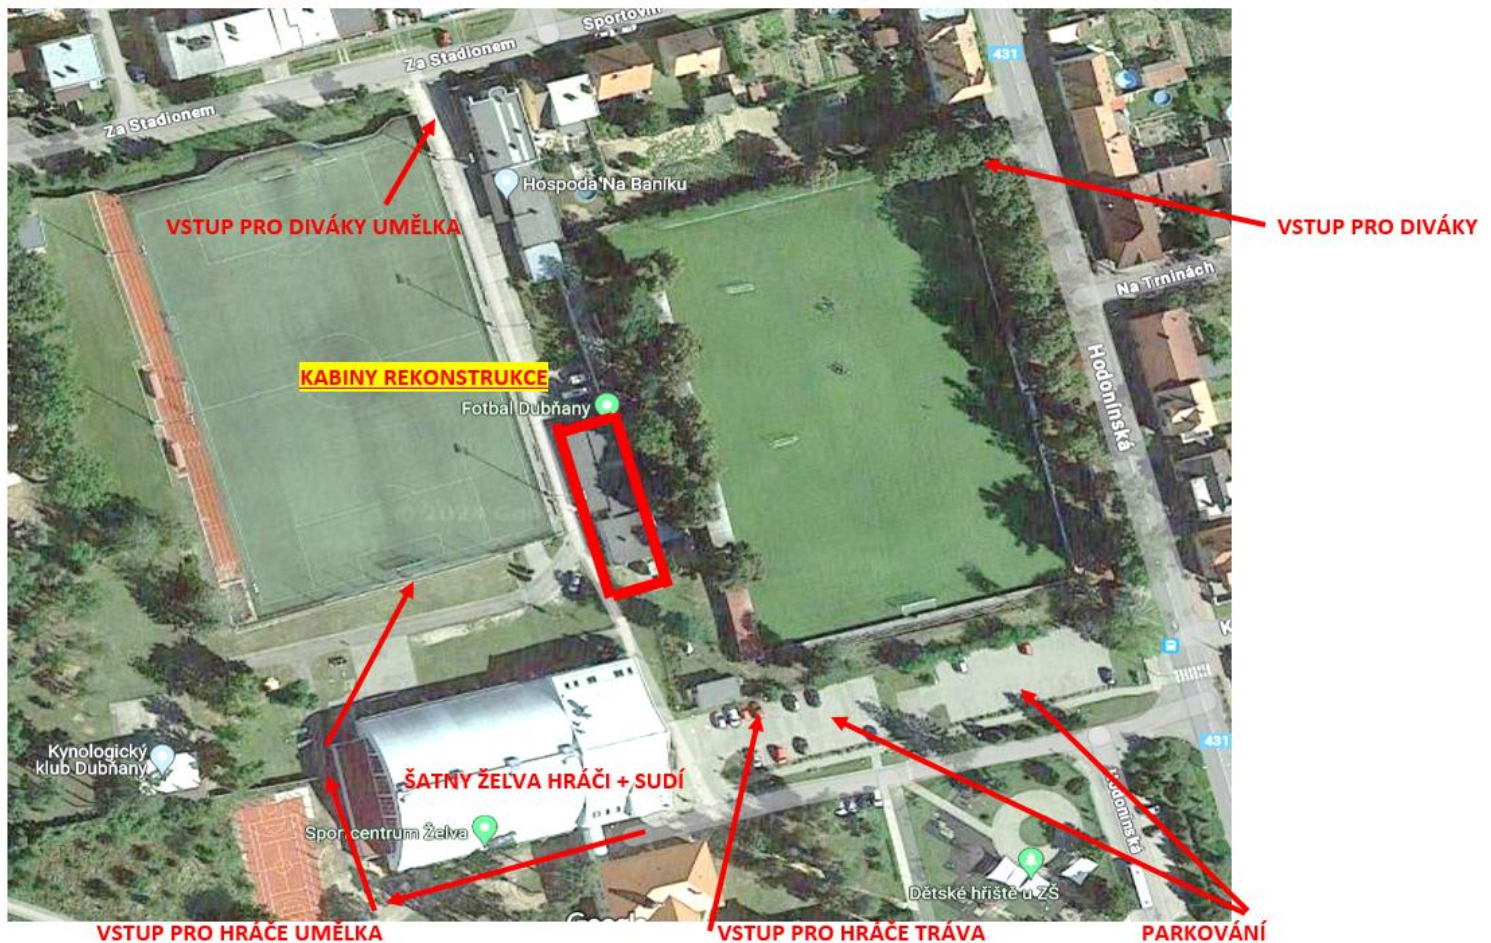 Sportovní
Za Stadionem
431
Za Stadionem
Hospoda Na Baníku
VSTUP PRO DIVÁKY UMĚLKA
VSTUP PRO DIVÁKY
Na Trninách
KABINY REKONSTRUKCE
Hodonínská
Fotbal Dubňany
K
431
Kynologický
klub Dubňany
ŠATNY ŽELVA HRÁČI + SUDÍ
Hodonínská
Sportcentrum Želva
Dětské hřiště u ZŠ
Google
VSTUP PRO HRÁČE UMĚLKA
VSTUP PRO HRÁČE TRÁVA
PARKOVÁNÍ